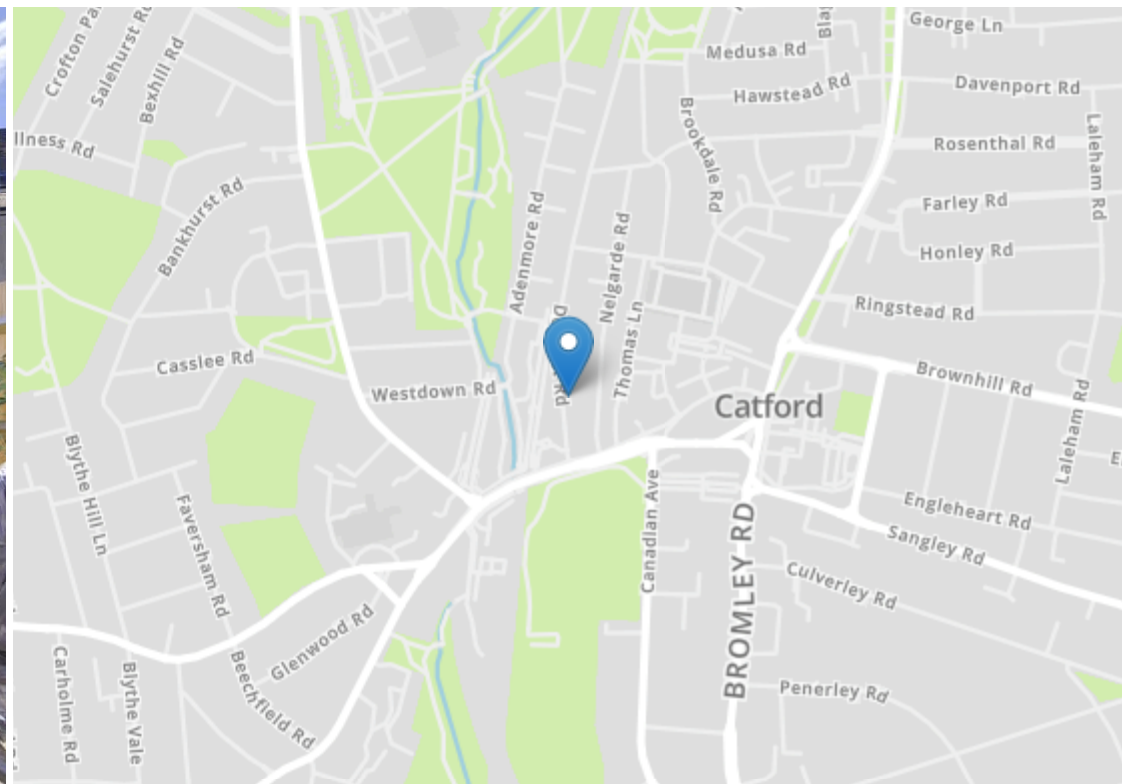 Crofton Pa
Salehurst Rd
Bexhill Rd
llness Rd
Bankhurst Rd
Casslee Rd
Westdown Rd
Blythe Hill Ln
Faversham Rd
Glenwood Rd
Beechfield Rd
Carholme Rd
Blythe Vale
Adenmore Rd
Nelgarde Rd
Thomas Ln
D
Rd
Medusa Rd
Hawstead Rd
Brookdale Rd
George Ln
Davenport Rd
Rosenthal Rd
Laleham Rd
Farley Rd
Honley Rd
Ringstead Rd
Brownhill Rd
Catford
Laleham Rd
Engleheart Rd
Sangley Rd
Canadian Ave
BROMLEY RD
Culverley Rd
Penerley Rd